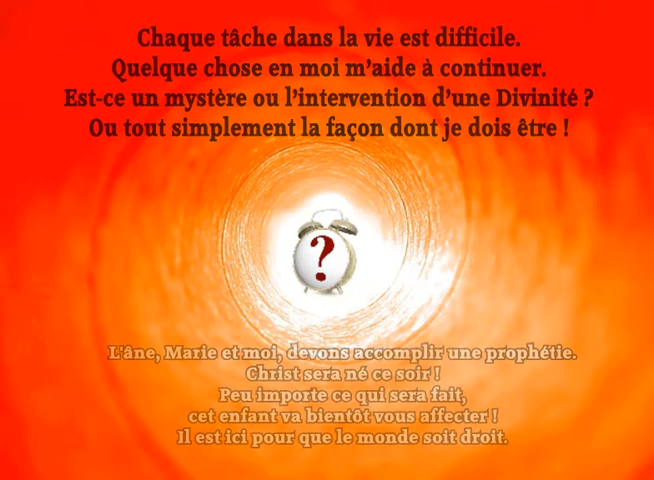 Chaque tâche dans la vie est difficile.
Quelque chose en moi m’aide à continuer.
Est-ce un mystère ou l’intervention d’une Divinité ?
Ou tout simplement la façon dont je dois être !
?
L'âne, Marie et moi, devons accomplir une prophétie.
Christ sera né ce soir !
Peu importe ce qui sera fait,
cet enfant va bientôt vous affecter !
Il est ici pour que le monde soit droit.